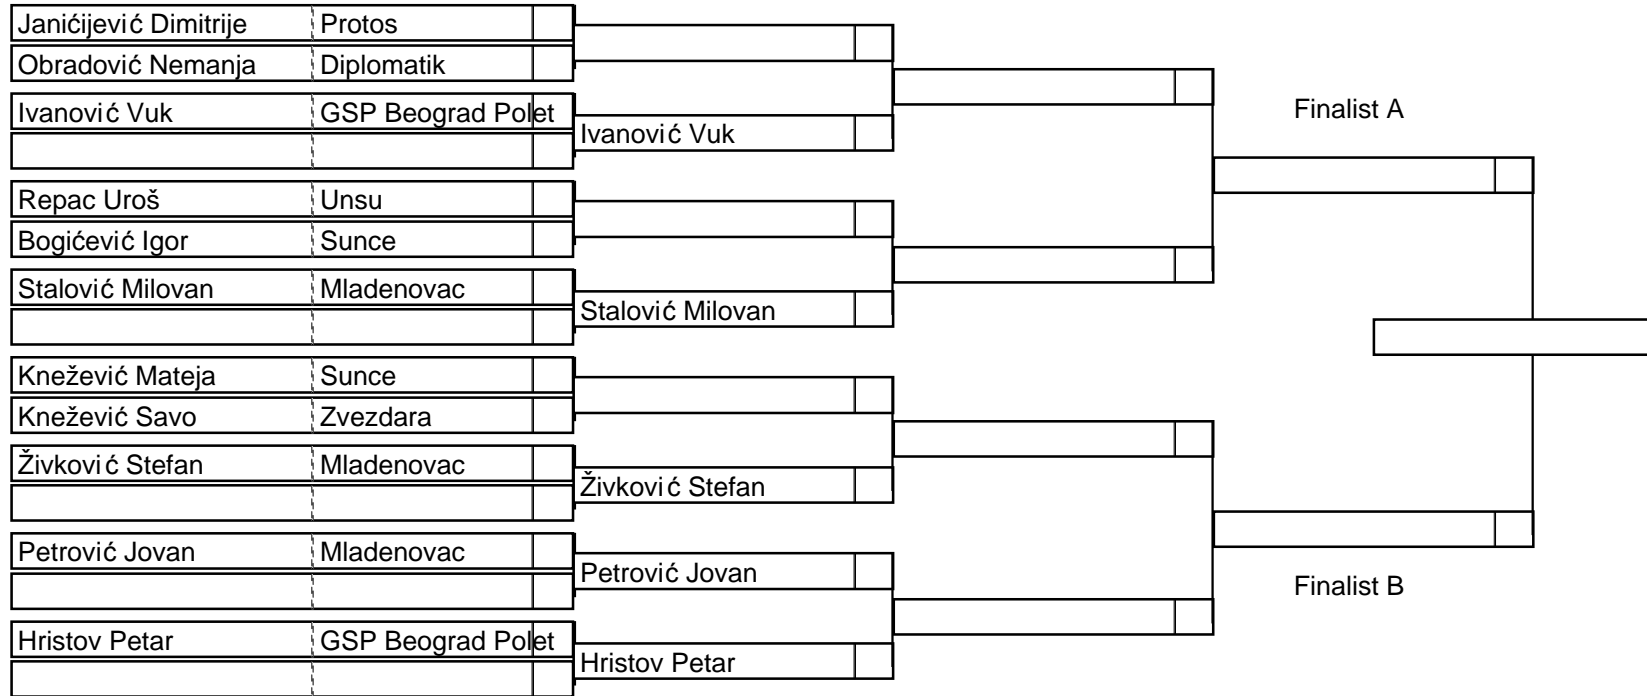 Janićijević Dimitrije Protos
Obradović Nemanja Diplomatik
Ivanović Vuk GSP Beograd Polet
Ivanović Vuk
Repac Uroš Unsu
Bogićević Igor Sunce
Stalović Milovan Mladenovac
Stalović Milovan
Knežević Mateja Sunce
Knežević Savo Zvezdara
Živković Stefan Mladenovac
Živković Stefan
Petrović Jovan Mladenovac
Petrović Jovan
Hristov Petar GSP Beograd Polet
Hristov Petar
Finalist A
Finalist B